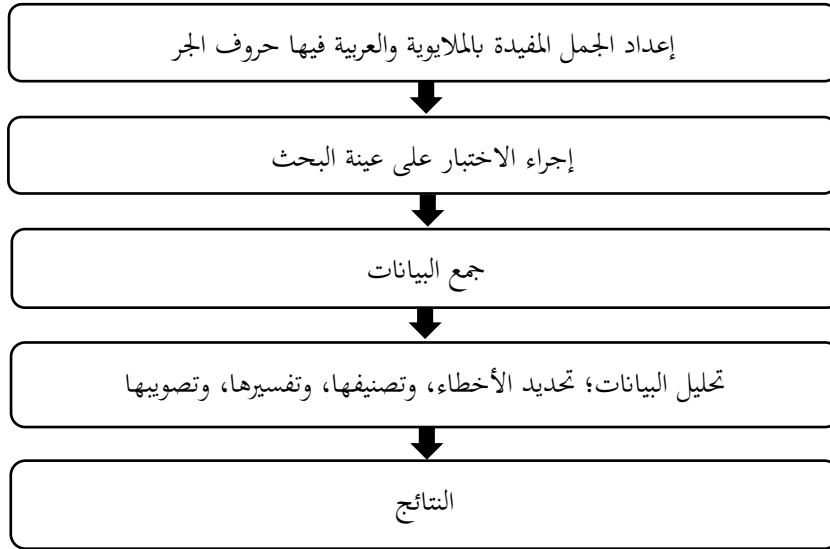 إعداد الجمل المفيدة بالملايوية والعربية فيها حروف الجر
إجراء الاختبار على عينة البحث
جمع البيانات
تحليل البيانات؛ تحديد الأخطاء، وتصنيفها، وتفسيرها، وتصويبها
النتائج